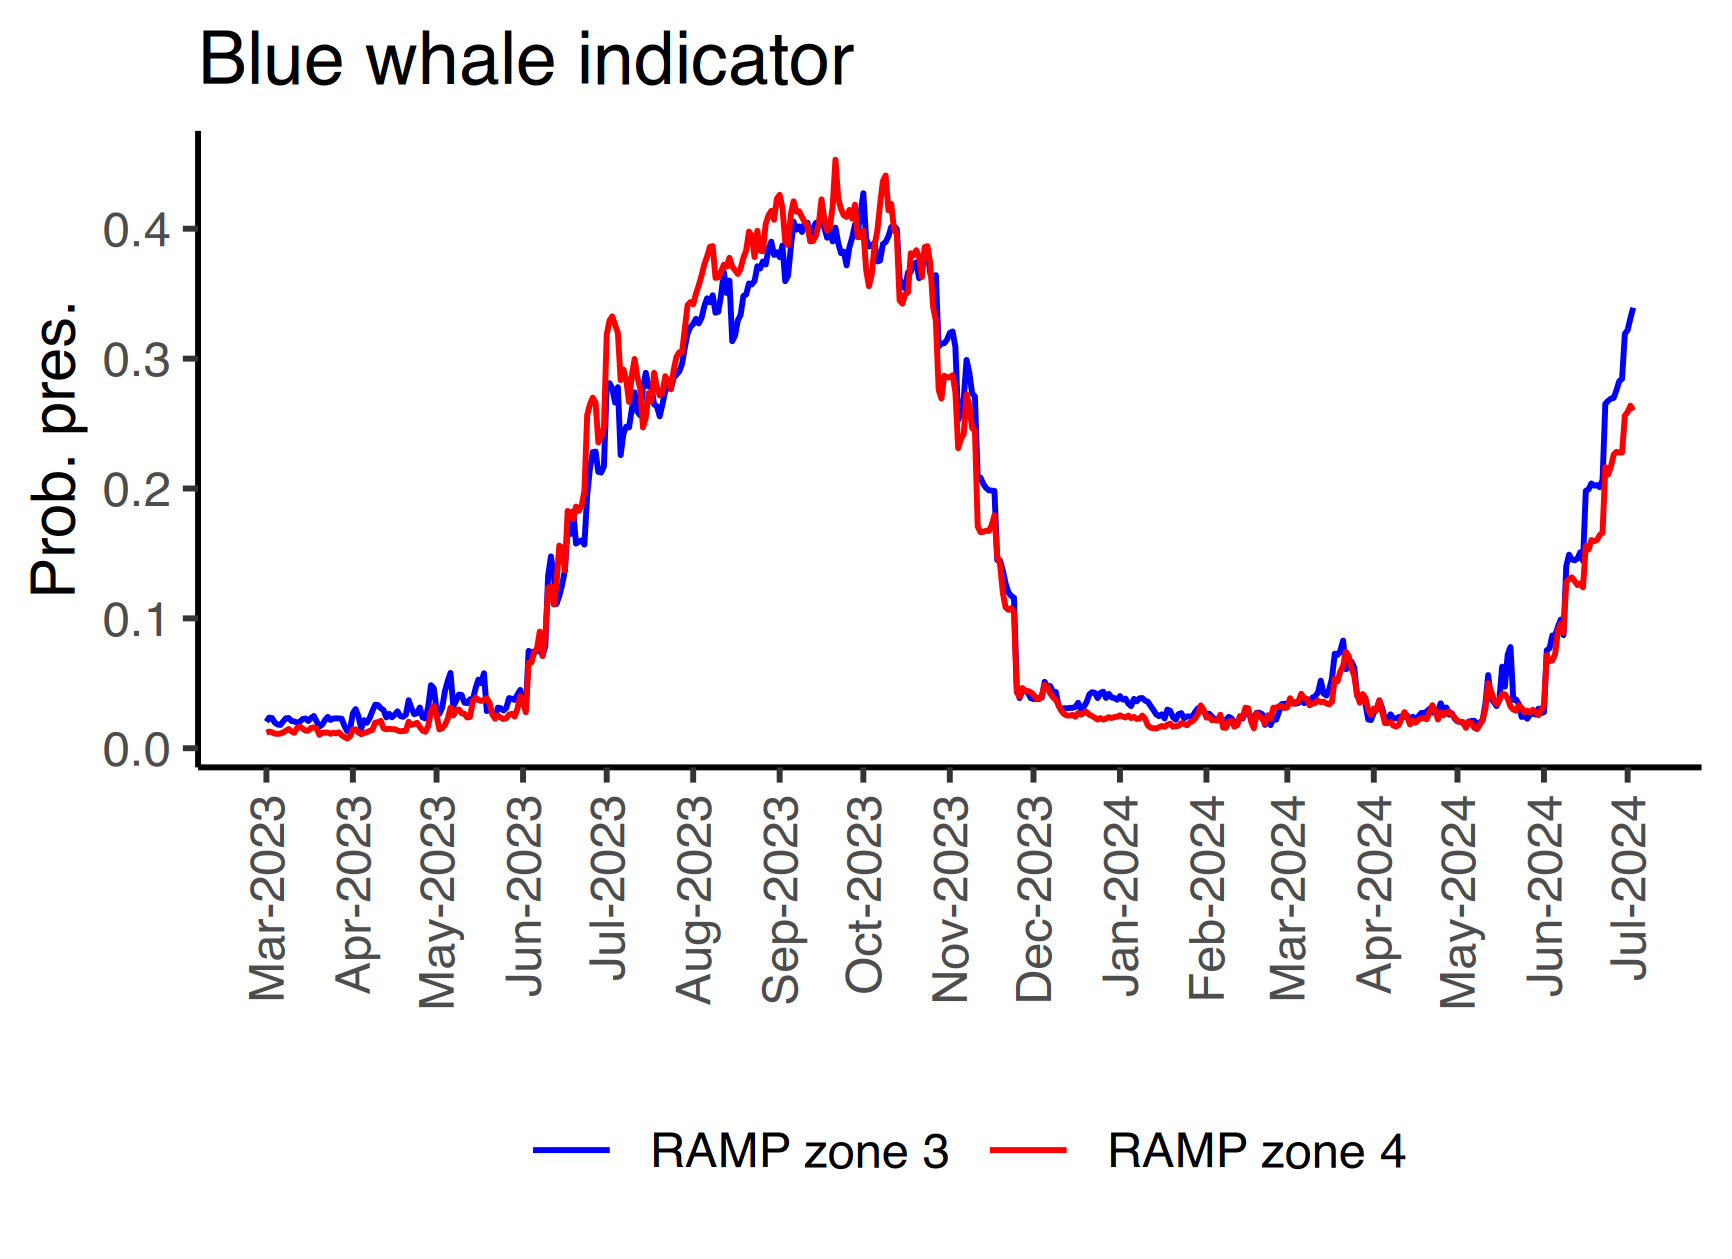 Blue whale indicator
Prob. pres.
0.4
0.3
0.2
0.1
0.0
Mar-2023
Apr-2023
May-2023
Jun-2023
Jul-2023
Aug-2023
Sep-2023
Oct-2023
Nov-2023
Dec-2023
Jan-2024
Feb-2024
Mar-2024
Apr-2024
May-2024
Jun-2024
Jul-2024
RAMP zone 3
RAMP zone 4